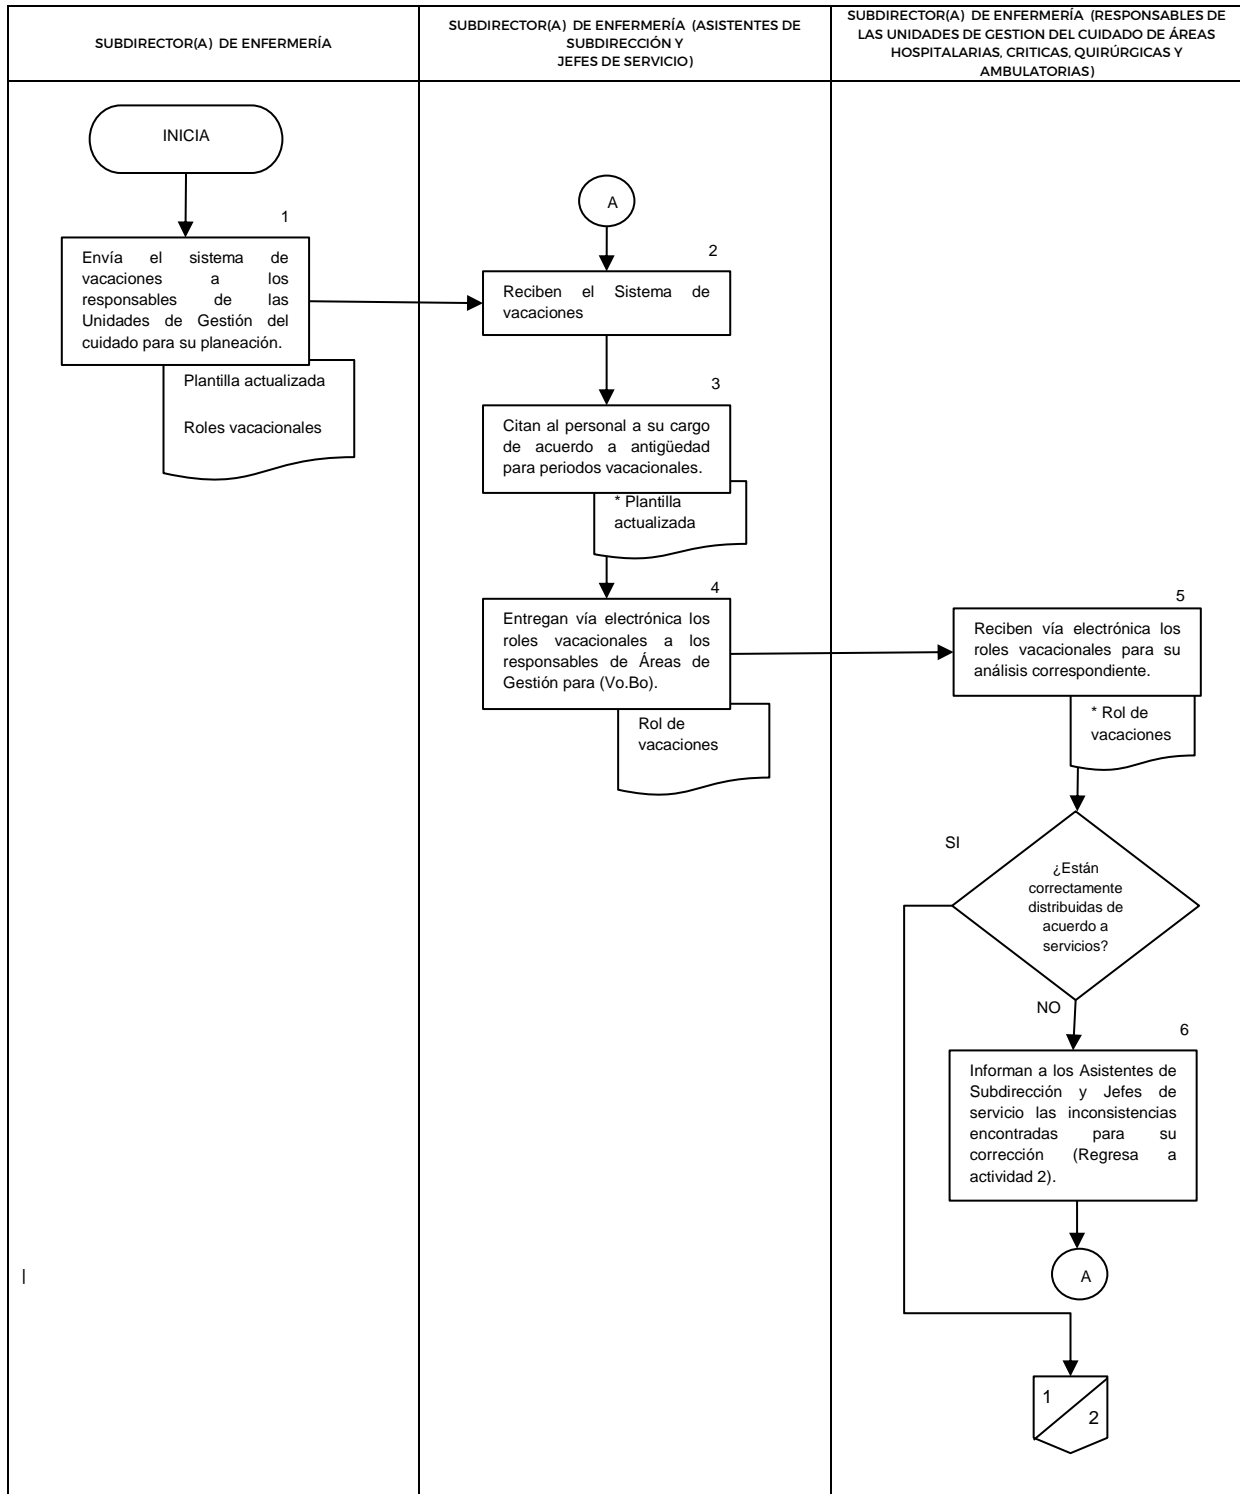 SUBDIRECTOR(A) DE ENFERMERÍA
SUBDIRECTOR(A) DE ENFERMERÍA (ASISTENTES DE
SUBDIRECCIÓN Y
JEFES DE SERVICIO)
SUBDIRECTOR(A) DE ENFERMERÍA (RESPONSABLES DE
LAS UNIDADES DE GESTION DEL CUIDADO DE ÁREAS
HOSPITALARIAS, CRITICAS, QUIRÚRGICAS Y
AMBULATORIAS)
INICIA
1
Envía el sistema de
vacaciones a los
responsables de las
Unidades de Gestión del
cuidado para su planeación.
Plantilla actualizada
Roles vacacionales
A
2
Reciben el Sistema de
vacaciones
3
Citan al personal a su cargo
de acuerdo a antigüedad
para periodos vacacionales.
* Plantilla
actualizada
4
Entregan vía electrónica los
roles vacacionales a los
responsables de Áreas de
Gestión para (Vo.Bo).
Rol de
vacaciones
5
Reciben vía electrónica los
roles vacacionales para su
análisis correspondiente.
* Rol de
vacaciones
SI
¿Están
correctamente
distribuidas de
acuerdo a
servicios?
NO
6
Informan a los Asistentes de
Subdirección y Jefes de
servicio las inconsistencias
encontradas para su
corrección (Regresa a
actividad 2).
A
|
1
2